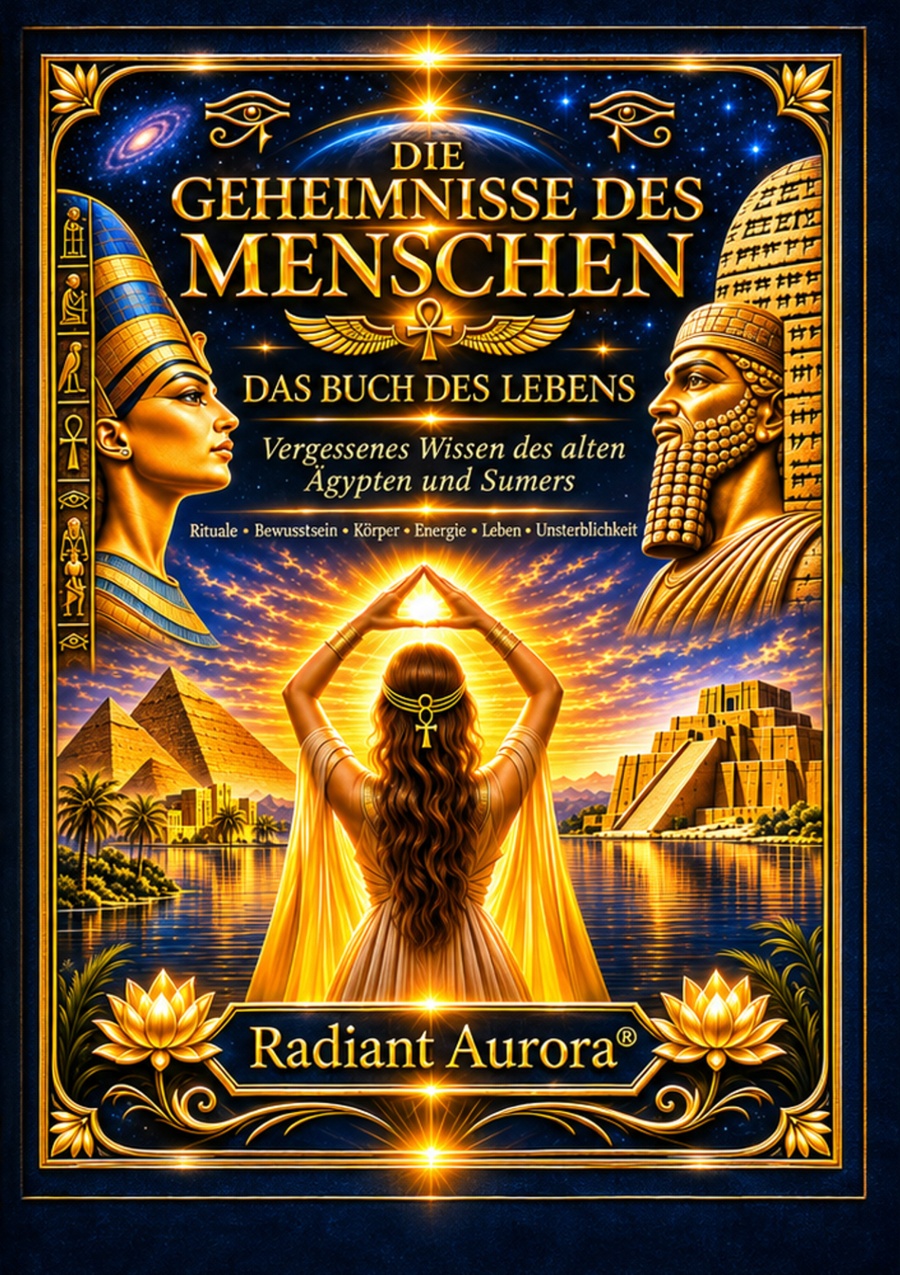 DIE
GEHEIMNISSE DES
MENSCHEN
DAS BUCH DES LEBENS
Vergessenes Wissen des alten
Ägypten und Sumers
Rituale • Bewusstsein • Körper • Energie • Leben • Unsterblichkeit
Radiant Aurora®